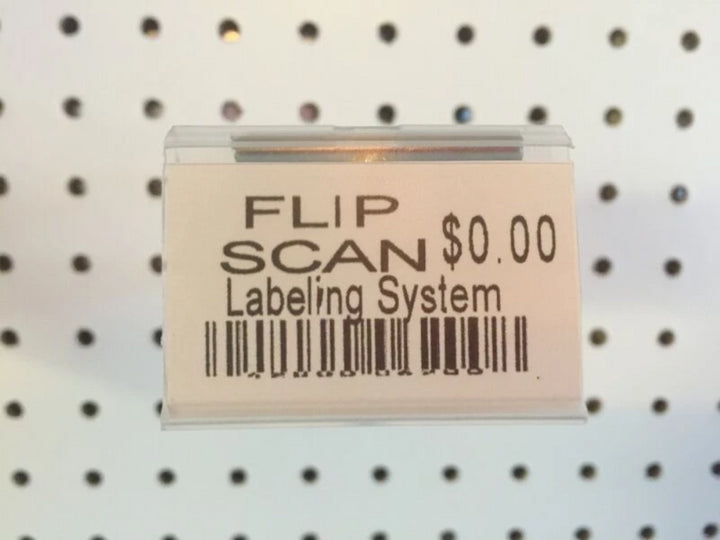 FLIP
SCAN $0.00
Labeling System